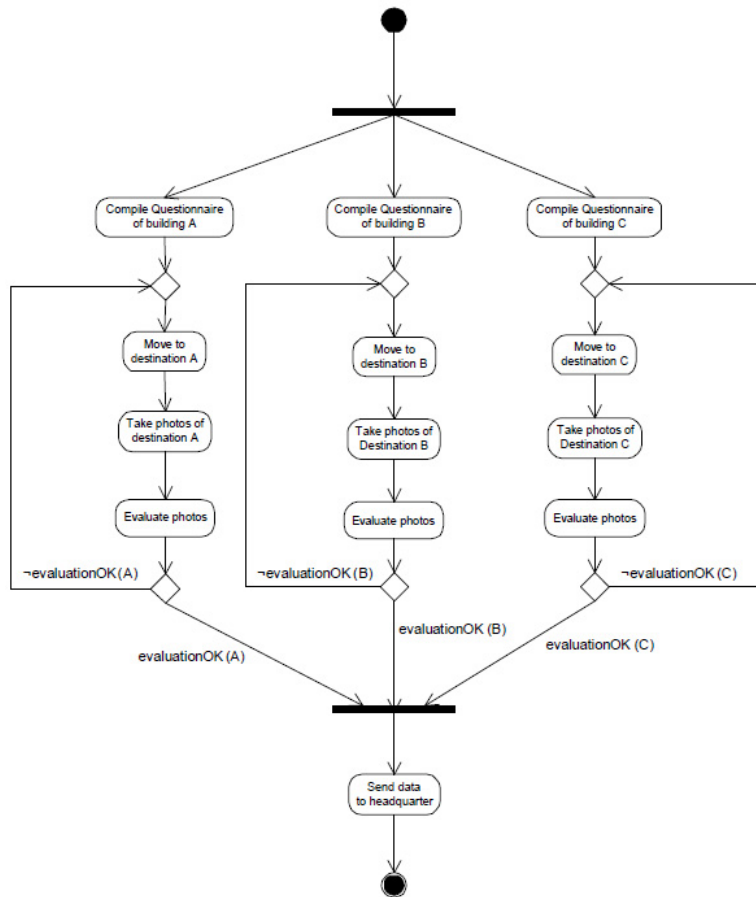 Compile Questionnaire
of building A
Compile Questionnaire
of building B
Compile Questionnaire
of building C
Move to
destination A
Move to
destination B
Move to
destination C
Take photos of
destination A
Take photos of
Destination B
Take photos of
Destination C
Evaluate photos
Evaluate photos
Evaluate photos
¬evaluationOK (A)
¬evaluationOK (B)
¬evaluationOK (C)
evaluationOK (A)
evaluationOK (B)
evaluationOK (C)
Send data
to headquarter